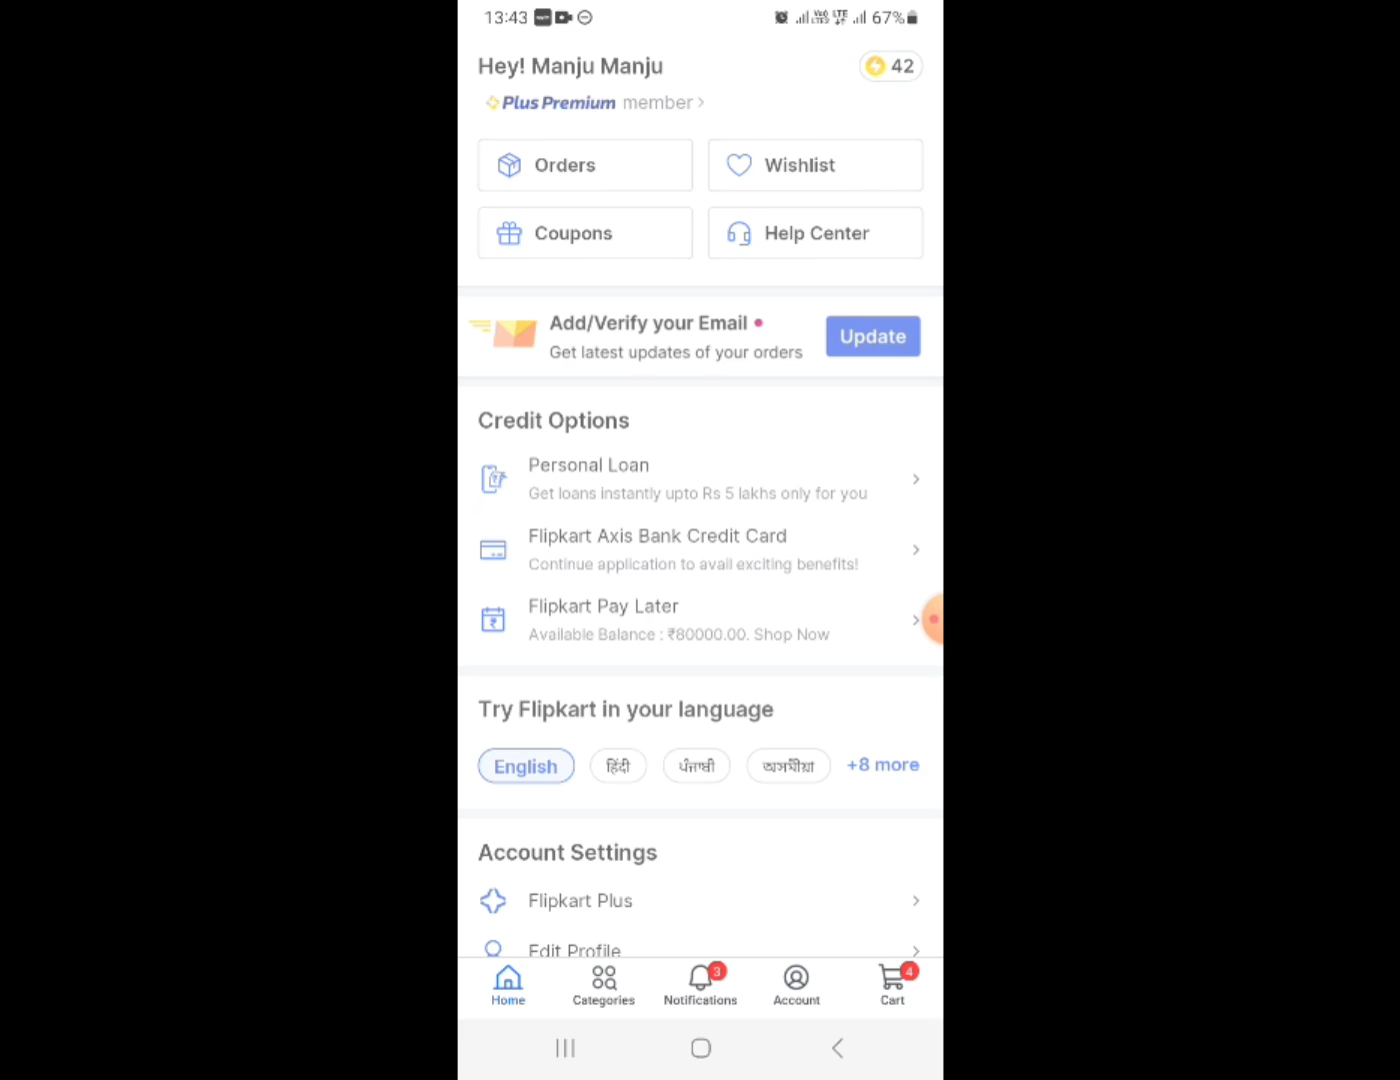 13:43 67%
Hey! Manju Manju 42
Plus Premium member
Orders Wishlist
Coupons Help Center
Add/Verify your Email
Get latest updates of your orders
Update
Credit Options
Personal Loan
Get loans instantly upto Rs 5 lakhs only for you
Flipkart Axis Bank Credit Card
Continue application to avail exciting benefits!
Flipkart Pay Later
Available Balance : ₹80000.00. Shop Now
Try Flipkart in your language
English हिंदी ਪੰਜਾਬੀ অসমীয়া +8 more
Account Settings
Flipkart Plus
Edit Profile
3 4
Home Categories Notifications Account Cart